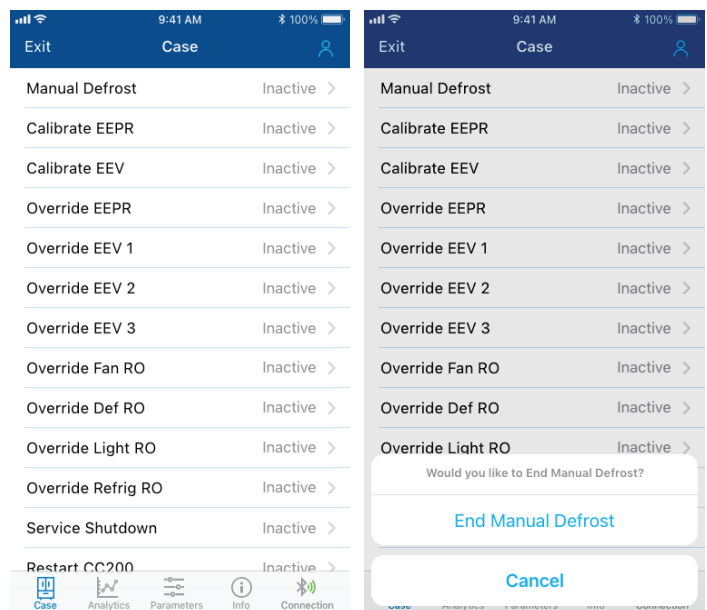 9:41 AM
100%
Exit
Case
Manual Defrost Inactive
Calibrate EEPR Inactive
Calibrate EEV Inactive
Override EEPR Inactive
Override EEV 1 Inactive
Override EEV 2 Inactive
Override EEV 3 Inactive
Override Fan RO Inactive
Override Def RO Inactive
Override Light RO Inactive
Override Refrig RO Inactive
Service Shutdown Inactive
Restart CC200 Inactive
Case Analytics Parameters Info Connection
9:41 AM
100%
Exit
Case
Manual Defrost Inactive
Calibrate EEPR Inactive
Calibrate EEV Inactive
Override EEPR Inactive
Override EEV 1 Inactive
Override EEV 2 Inactive
Override EEV 3 Inactive
Override Fan RO Inactive
Override Def RO Inactive
Override Light RO Inactive
Would you like to End Manual Defrost?
End Manual Defrost
Cancel
Case Analytics Parameters Info Connection